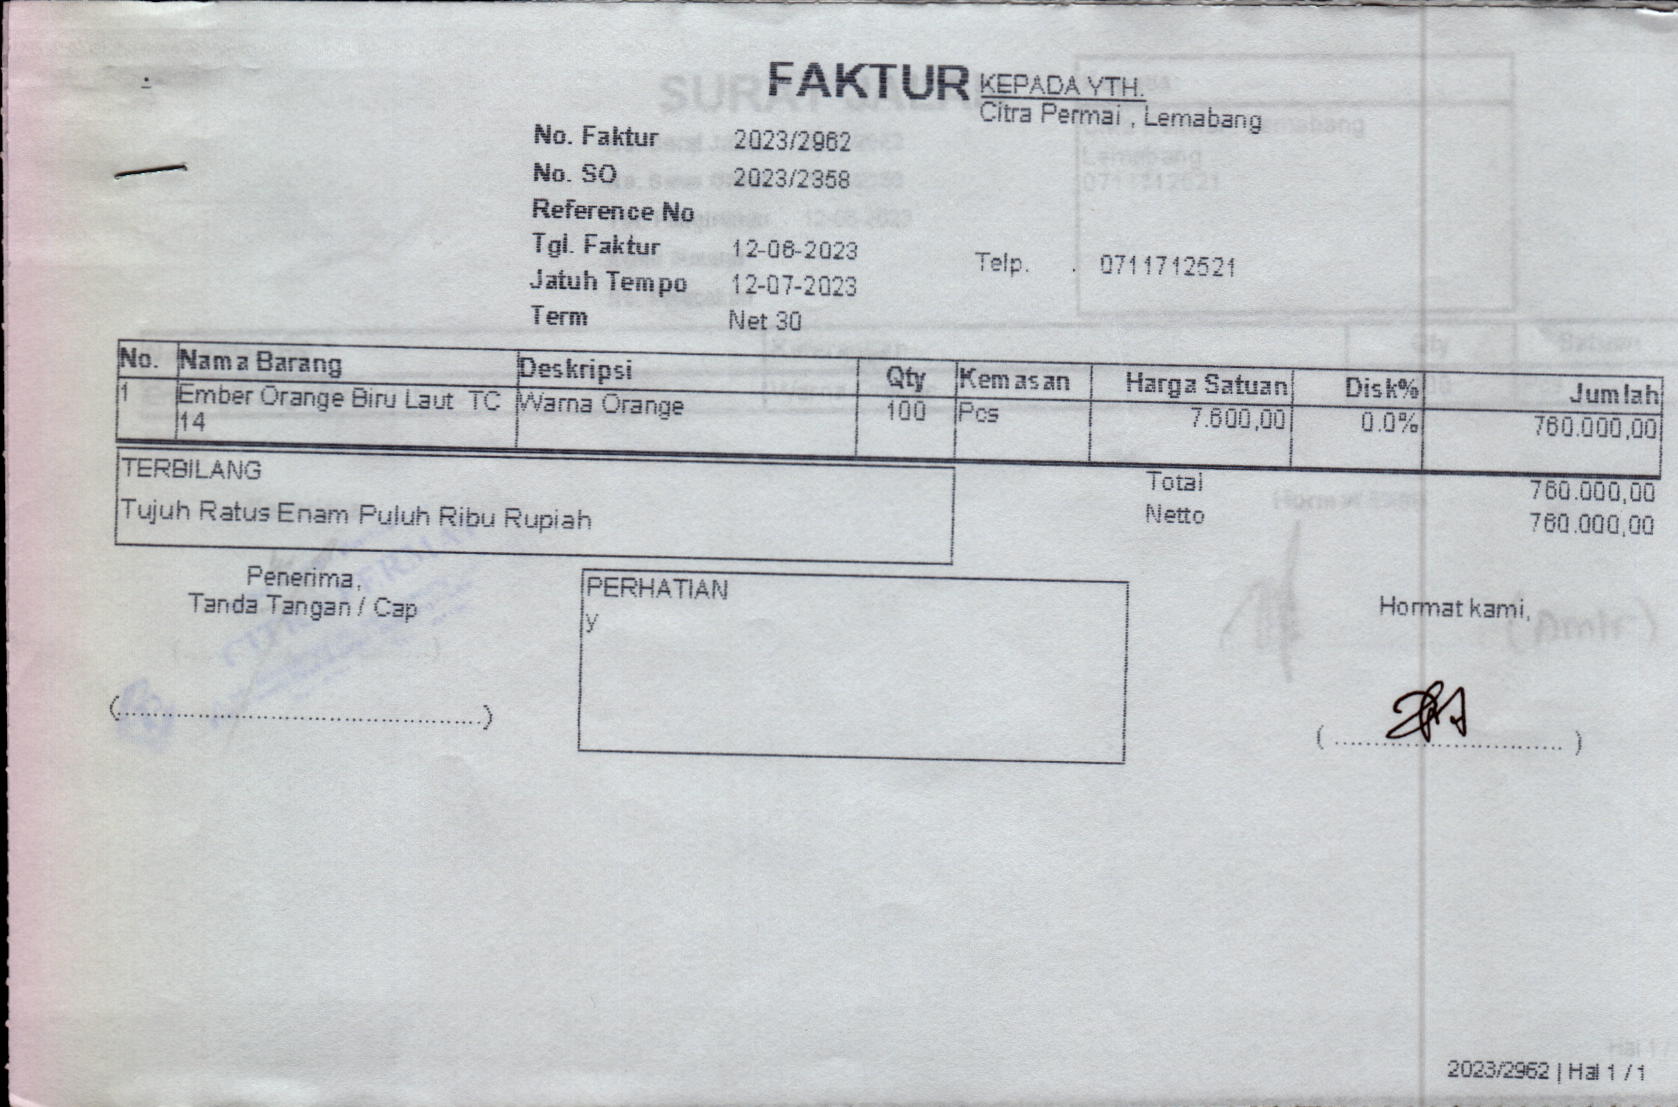 FAKTUR
KEPADA YTH.
Citra Permai , Lemabang
No. Faktur 2023/2962
No. SO 2023/2358
Reference No
Tgl. Faktur 12-06-2023
Telp. . 0711712521
Jatuh Tempo 12-07-2023
Term Net 30
No. Nama Barang Deskripsi Qty Kemasan Harga Satuan Disk% Jumlah
1 Ember Orange Biru Laut TC Warna Orange 100 Pcs 7.600,00 0.0% 760.000,00
14
TERBILANG
Tujuh Ratus Enam Puluh Ribu Rupiah
Total 760.000,00
Netto 760.000,00
Penerima,
Tanda Tangan / Cap
(................................................)
PERHATIAN
y
Hormat kami,
( .............................. )
2023/2962 | Hal 1 / 1